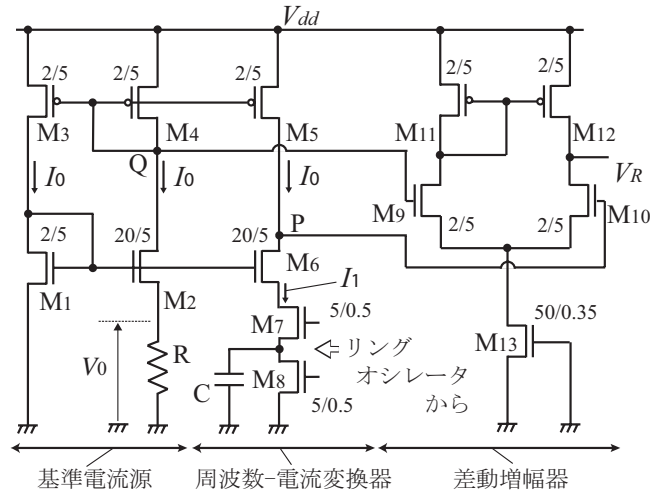 Vdd
2/5
2/5
2/5
2/5
2/5
M3
M4
M5
M11
M12
Q
I0
I0
I0
VR
M9
M10
2/5
20/5
20/5
P
2/5
2/5
M1
M2
M6
I1
5/0.5
50/0.35
M7
M13
V0
R
C
M8
リング
オシレータ
から
5/0.5
基準電流源
周波数-電流変換器
差動増幅器